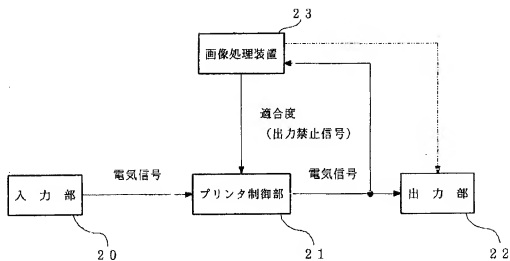 23
画像処理装置
適合度
(出力禁止信号)
電気信号
電気信号
入力部
プリンタ制御部
出力部
20
21
22